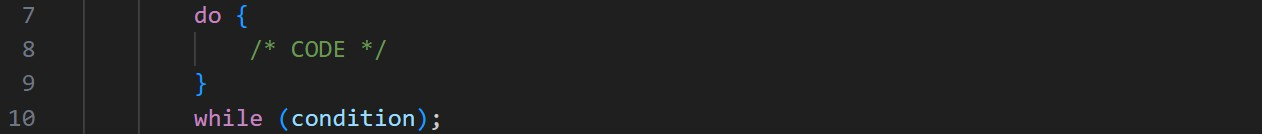 7 do {
8 /* CODE */
9 }
10 while (condition);